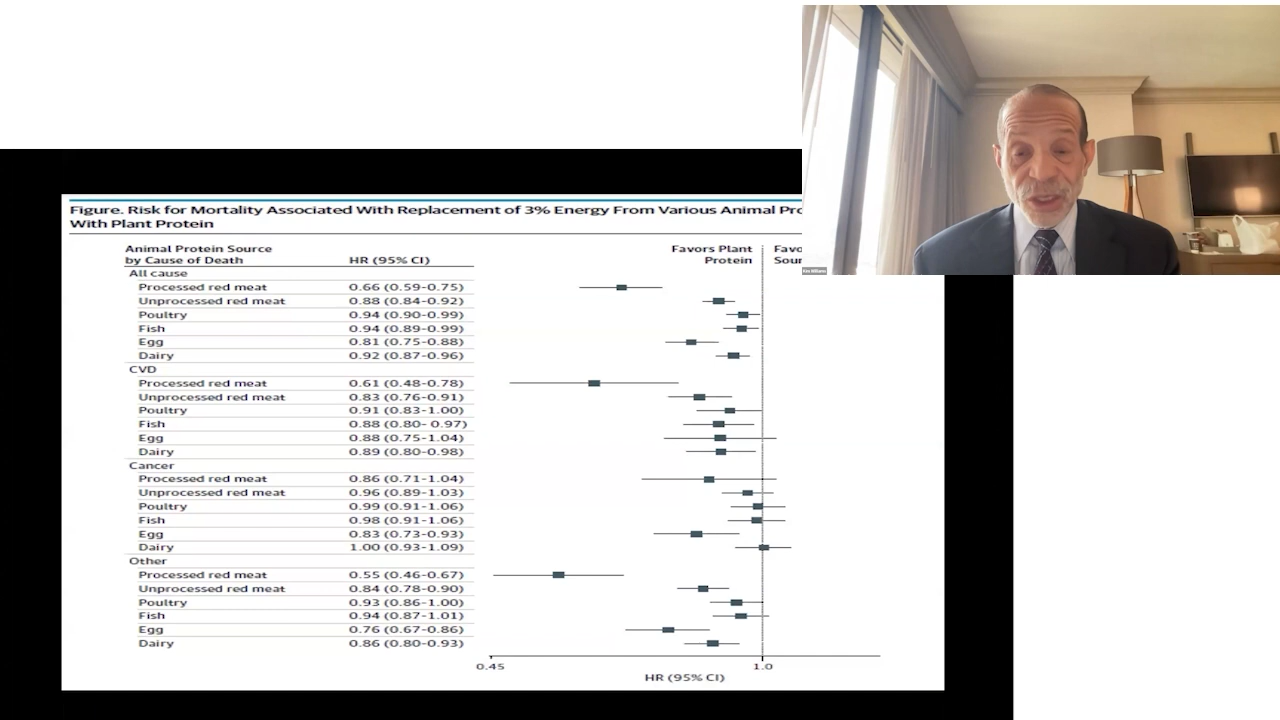 Figure. Risk for Mortality Associated With Replacement of 3% Energy From Various Animal Pro
With Plant Protein
Animal Protein Source
by Cause of Death HR (95% CI)
Favors Plant
Protein
Favo
Sour
All cause
Processed red meat 0.66 (0.59-0.75)
Unprocessed red meat 0.88 (0.84-0.92)
Poultry 0.94 (0.90-0.99)
Fish 0.94 (0.89-0.99)
Egg 0.81 (0.75-0.88)
Dairy 0.92 (0.87-0.96)
CVD
Processed red meat 0.61 (0.48-0.78)
Unprocessed red meat 0.83 (0.76-0.91)
Poultry 0.91 (0.83-1.00)
Fish 0.88 (0.80- 0.97)
Egg 0.88 (0.75-1.04)
Dairy 0.89 (0.80-0.98)
Cancer
Processed red meat 0.86 (0.71-1.04)
Unprocessed red meat 0.96 (0.89-1.03)
Poultry 0.99 (0.91-1.06)
Fish 0.98 (0.91-1.06)
Egg 0.83 (0.73-0.93)
Dairy 1.00 (0.93-1.09)
Other
Processed red meat 0.55 (0.46-0.67)
Unprocessed red meat 0.84 (0.78-0.90)
Poultry 0.93 (0.86-1.00)
Fish 0.94 (0.87-1.01)
Egg 0.76 (0.67-0.86)
Dairy 0.86 (0.80-0.93)
0.45 1.0
HR (95% CI)
Kim Williams